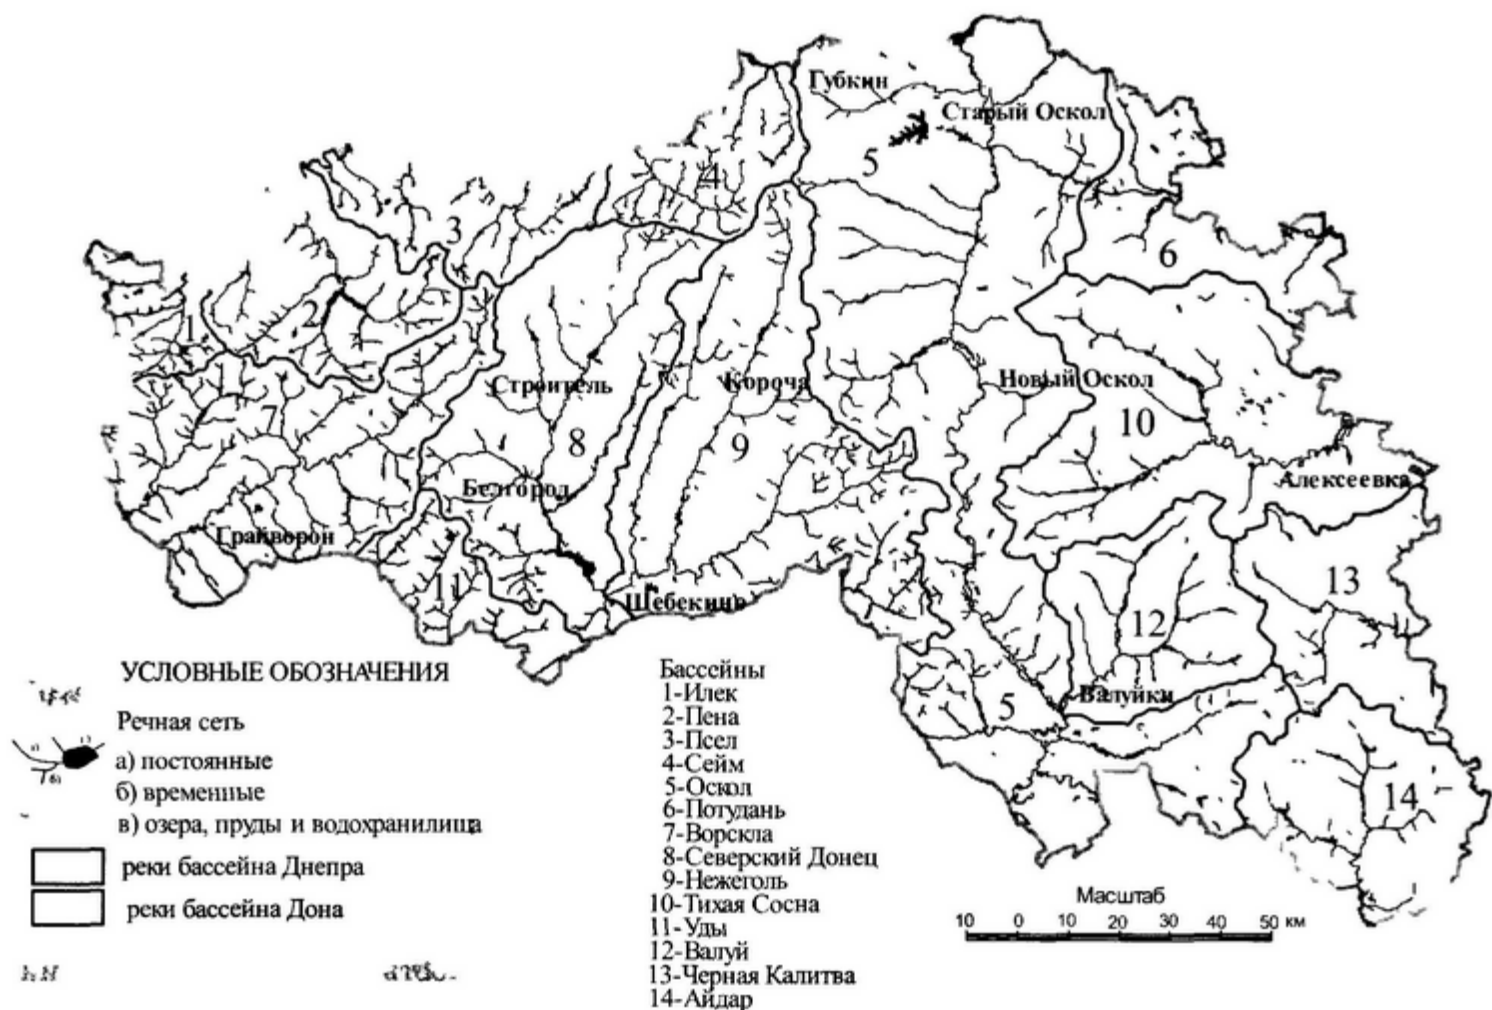 Губкин
Старый Оскол
5
4
3
6
2
1
Строитель
Короча
Новый Оскол
7
8
9
10
Белгород
Алексеевка
Грайворон
11
Шебекино
12
13
Валуйки
5
14
УСЛОВНЫЕ ОБОЗНАЧЕНИЯ
Речная сеть
а) постоянные
б) временные
в) озера, пруды и водохранилища
реки бассейна Днепра
реки бассейна Дона
Бассейны
1-Илек
2-Пена
3-Псел
4-Сейм
5-Оскол
6-Потудань
7-Ворскла
8-Северский Донец
9-Нежеголь
10-Тихая Сосна
11-Уды
12-Валуй
13-Черная Калитва
14-Айдар
Масштаб
10 0 10 20 30 40 50 км